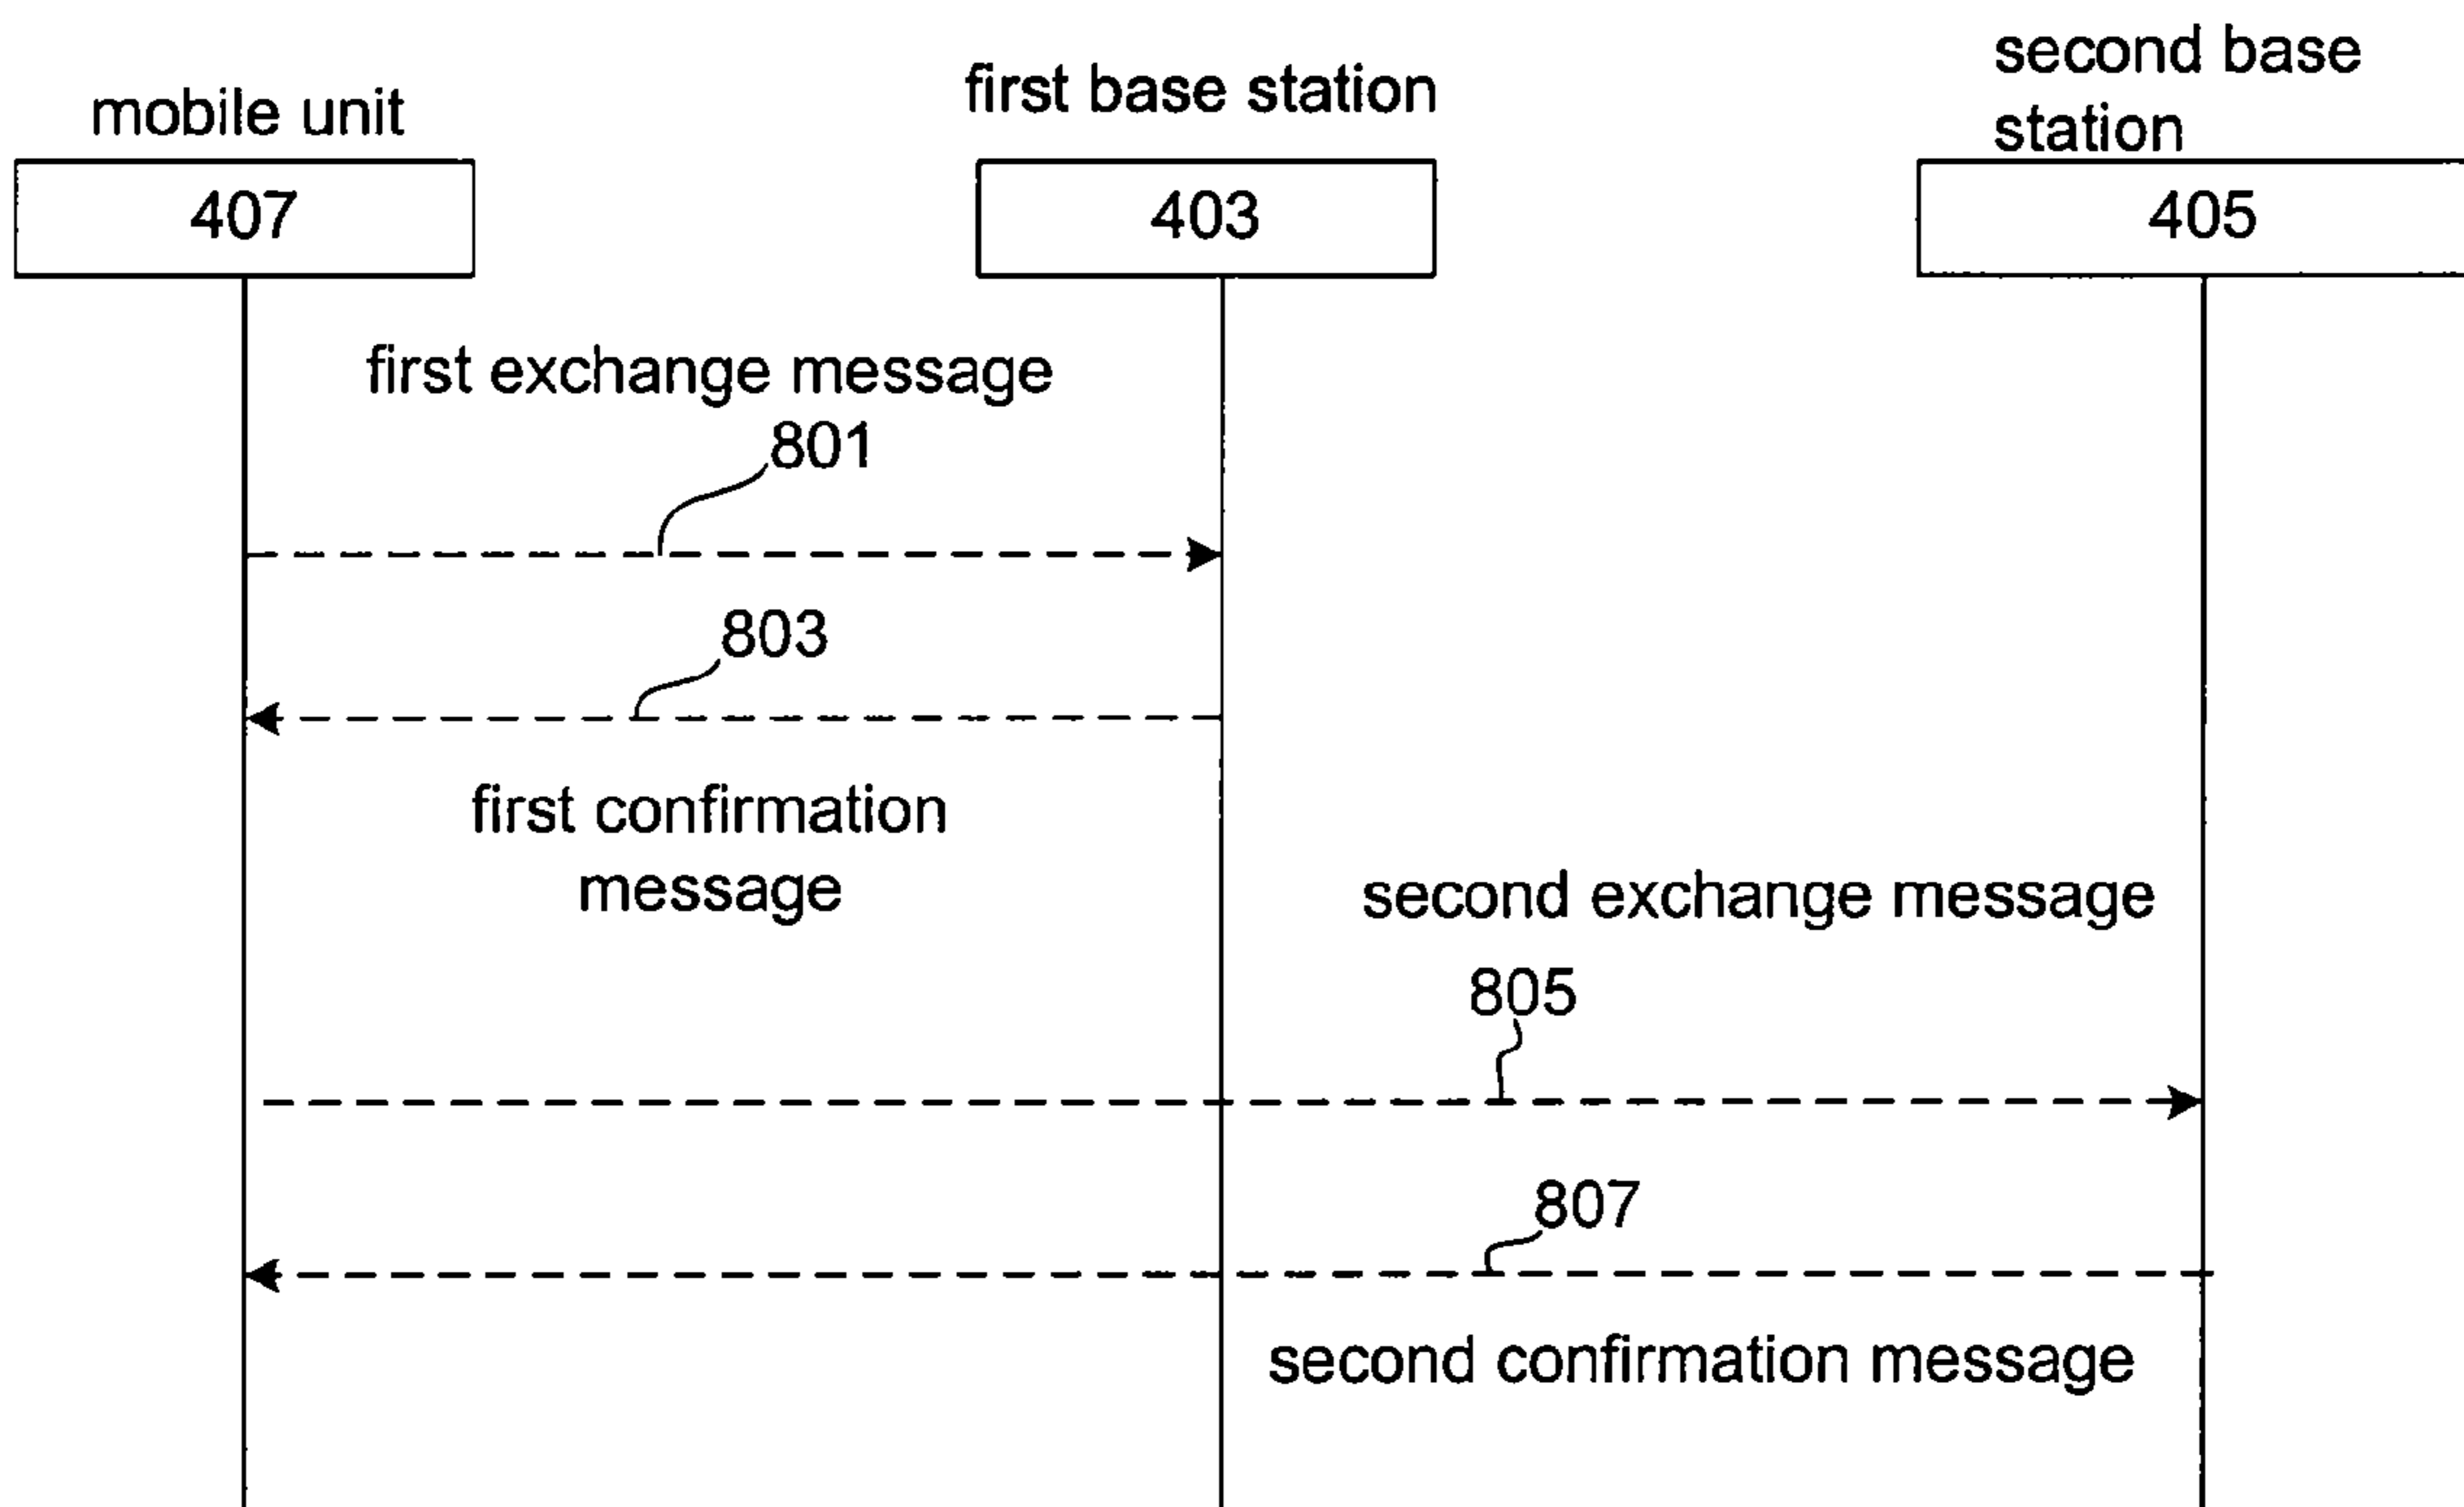 mobile unit
first base station
second base
station
407
403
405
first exchange message
801
803
first confirmation
message
second exchange message
805
807
second confirmation message